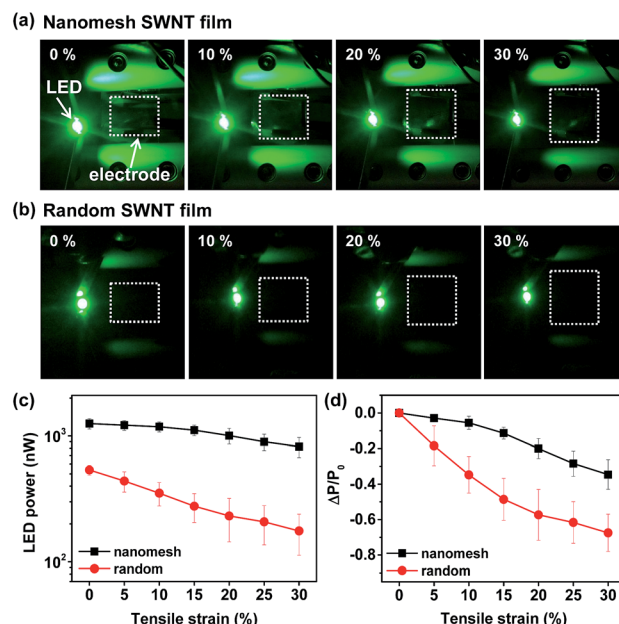 (a) Nanomesh SWNT film
0 %
10 %
20 %
30 %
LED
electrode
(b) Random SWNT film
0 %
10 %
20 %
30 %
(c)
10³
10²
LED power (nW)
nanomesh
random
0 5 10 15 20 25 30
Tensile strain (%)
(d)
0.0
-0.2
-0.4
-0.6
-0.8
ΔP/P₀
nanomesh
random
0 5 10 15 20 25 30
Tensile strain (%)